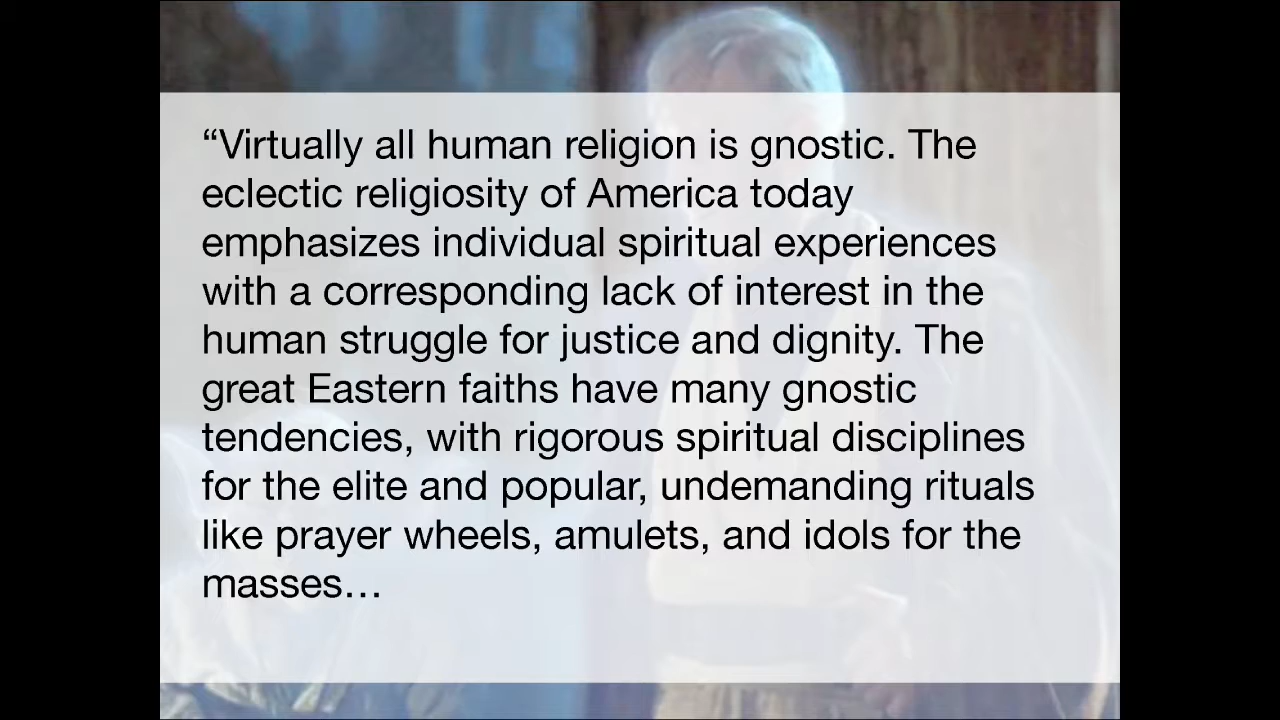 “Virtually all human religion is gnostic. The
eclectic religiosity of America today
emphasizes individual spiritual experiences
with a corresponding lack of interest in the
human struggle for justice and dignity. The
great Eastern faiths have many gnostic
tendencies, with rigorous spiritual disciplines
for the elite and popular, undemanding rituals
like prayer wheels, amulets, and idols for the
masses…